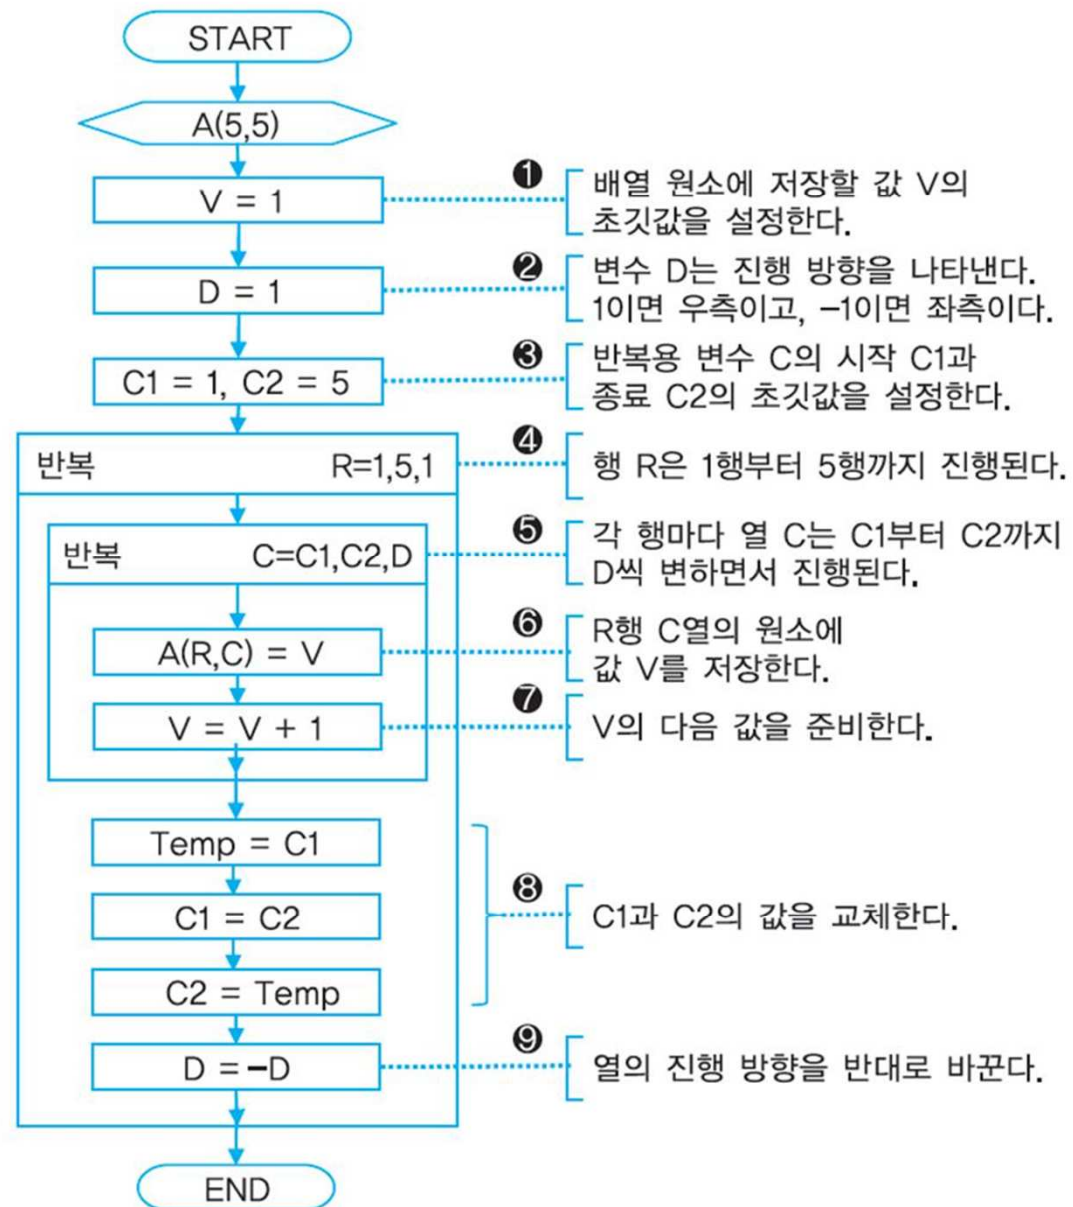 START
A(5,5)
V = 1
❶
배열 원소에 저장할 값 V의
초깃값을 설정한다.
D = 1
❷
변수 D는 진행 방향을 나타낸다.
1이면 우측이고, –1이면 좌측이다.
C1 = 1, C2 = 5
❸
반복용 변수 C의 시작 C1과
종료 C2의 초깃값을 설정한다.
반복 R=1,5,1
❹
행 R은 1행부터 5행까지 진행된다.
반복 C=C1,C2,D
❺
각 행마다 열 C는 C1부터 C2까지
D씩 변하면서 진행된다.
A(R,C) = V
❻
R행 C열의 원소에
값 V를 저장한다.
V = V + 1
❼
V의 다음 값을 준비한다.
Temp = C1
C1 = C2
C2 = Temp
❽
C1과 C2의 값을 교체한다.
D = –D
❾
열의 진행 방향을 반대로 바꾼다.
END